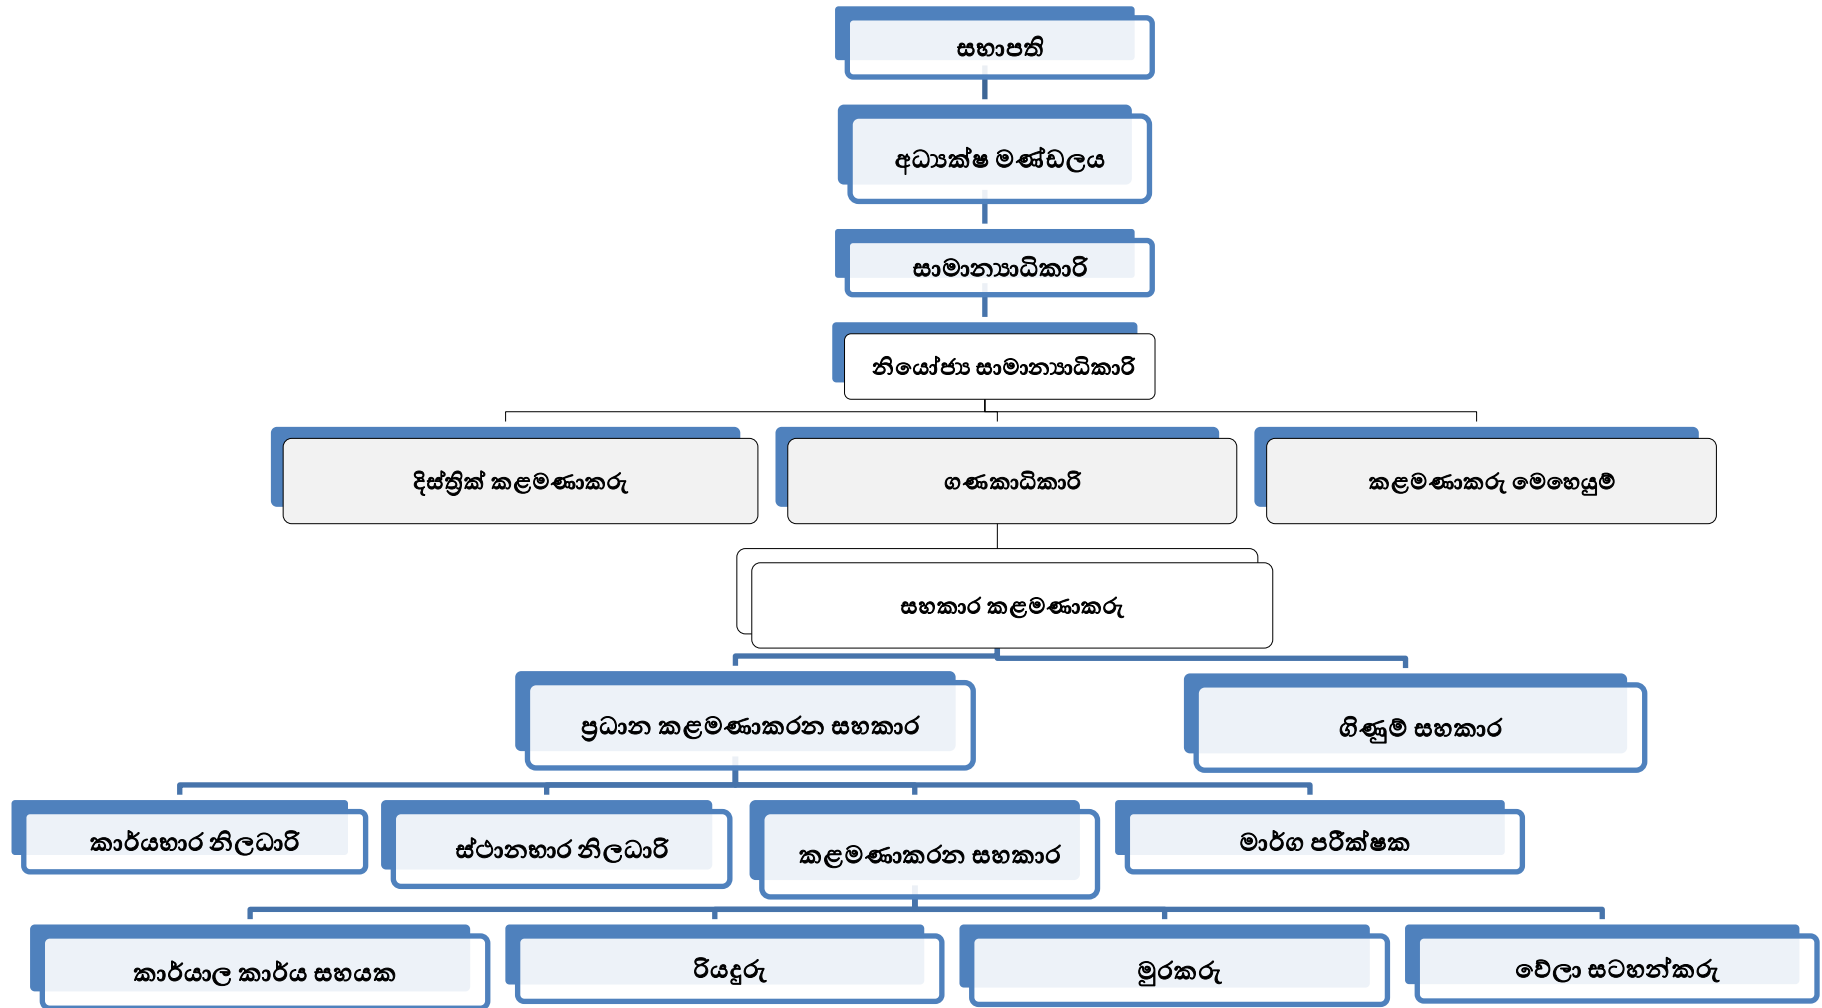 සභාපති
අධ්‍යක්ෂ මණ්ඩලය
සාමාන්‍යාධිකාරි
නියෝජ්‍ය සාමාන්‍යාධිකාරි
දිස්ත්‍රික් කළමණාකරු
ගණකාධිකාරි
කළමණාකරු මෙහෙයුම්
සහකාර කළමණාකරු
ප්‍රධාන කළමණාකරන සහකාර
ගිණුම් සහකාර
කාර්යභාර නිලධාරි
ස්ථානභාර නිලධාරි
කළමණාකරන සහකාර
මාර්ග පරීක්ෂක
කාර්යාල කාර්ය සහයක
රියදුරු
මුරකරු
වේලා සටහන්කරු